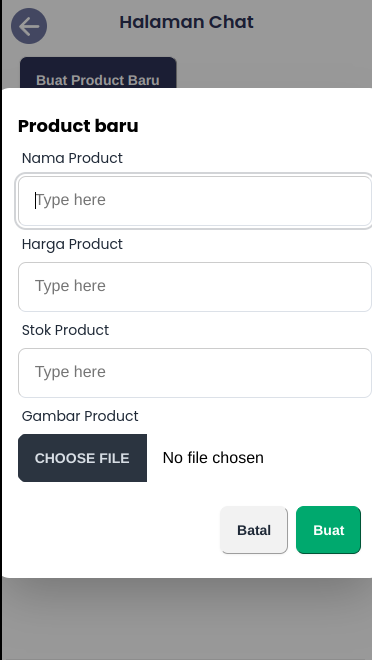 Halaman Chat
Buat Product Baru
Product baru
Nama Product
Type here
Harga Product
Type here
Stok Product
Type here
Gambar Product
CHOOSE FILE No file chosen
Batal Buat